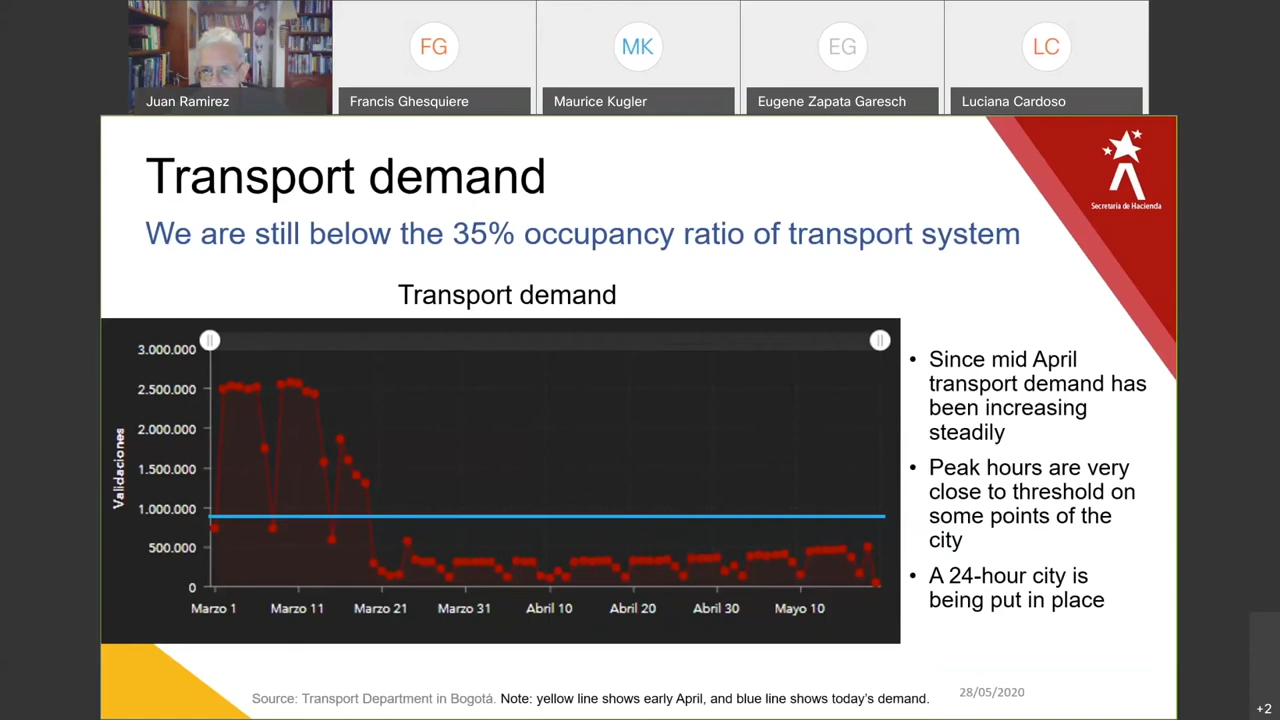 FG
MK
EG
LC
Juan Ramirez
Francis Ghesquiere
Maurice Kugler
Eugene Zapata Garesch
Luciana Cardoso
Transport demand
Secretaría de Hacienda
We are still below the 35% occupancy ratio of transport system
Transport demand
3.000.000
2.500.000
2.000.000
1.500.000
1.000.000
500.000
0
Validaciones
Marzo 1
Marzo 11
Marzo 21
Marzo 31
Abril 10
Abril 20
Abril 30
Mayo 10
• Since mid April
transport demand has
been increasing
steadily
• Peak hours are very
close to threshold on
some points of the
city
• A 24-hour city is
being put in place
Source: Transport Department in Bogotá. Note: yellow line shows early April, and blue line shows today's demand.
28/05/2020
+2